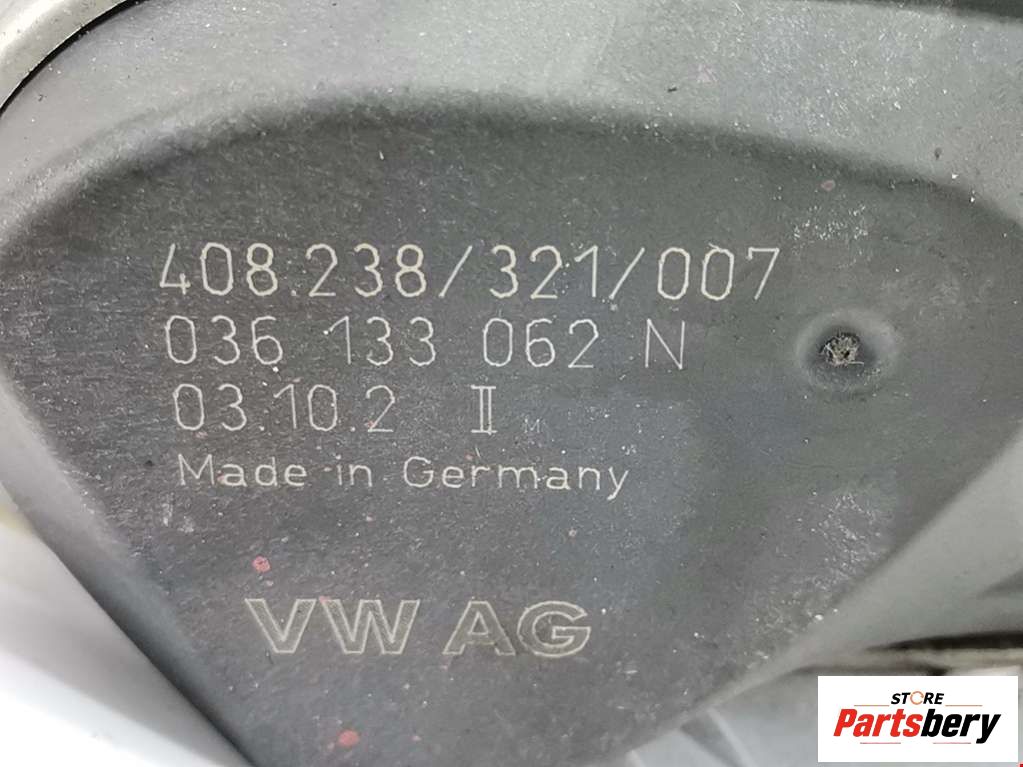 408.238/321/007
036 133 062 N
03.10.2 II M
Made in Germany
VW AG
STORE
Partsbery